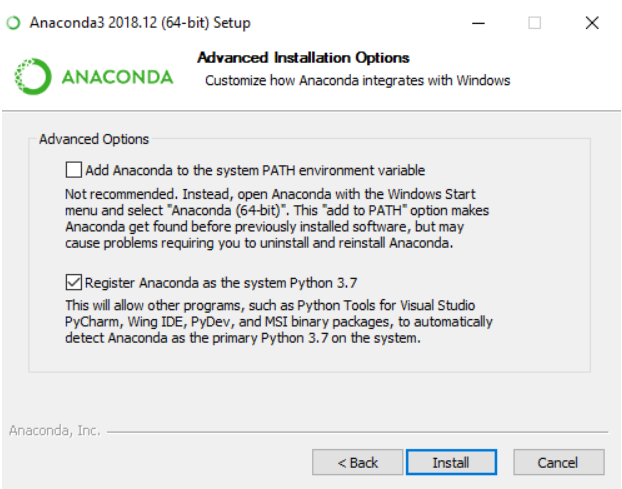 Anaconda3 2018.12 (64-bit) Setup
ANACONDA
Advanced Installation Options
Customize how Anaconda integrates with Windows
Advanced Options
Add Anaconda to the system PATH environment variable
Not recommended. Instead, open Anaconda with the Windows Start
menu and select "Anaconda (64-bit)". This "add to PATH" option makes
Anaconda get found before previously installed software, but may
cause problems requiring you to uninstall and reinstall Anaconda.
Register Anaconda as the system Python 3.7
This will allow other programs, such as Python Tools for Visual Studio
PyCharm, Wing IDE, PyDev, and MSI binary packages, to automatically
detect Anaconda as the primary Python 3.7 on the system.
Anaconda, Inc.
< Back
Install
Cancel